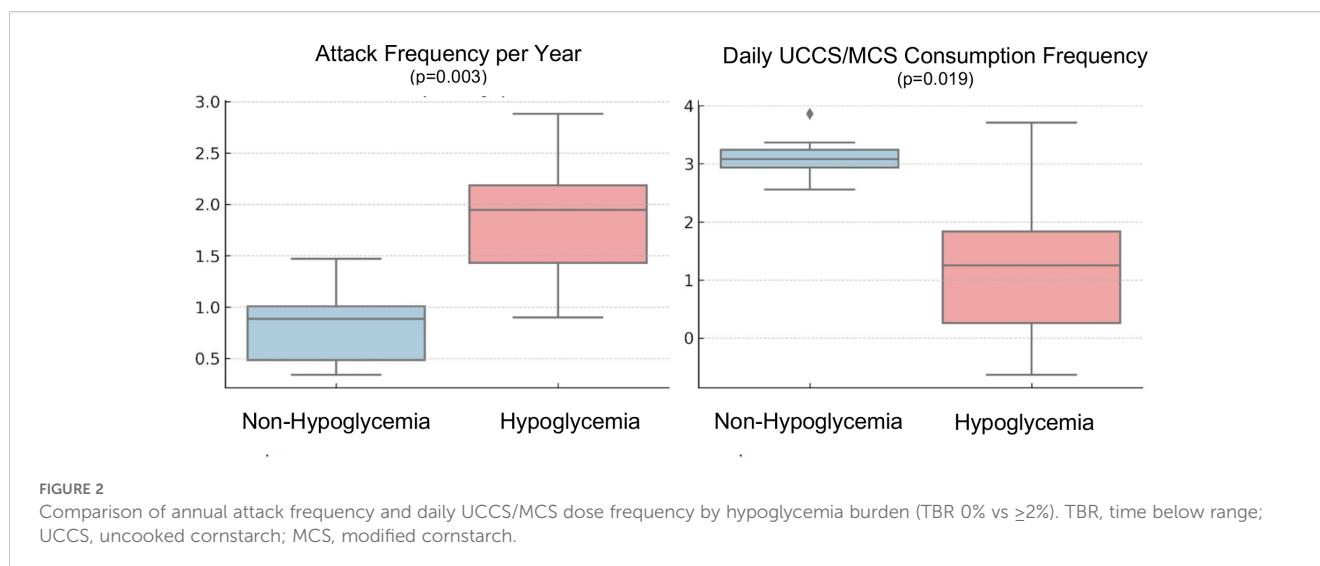 Attack Frequency per Year
(p=0.003)
3.0
2.5
2.0
1.5
1.0
0.5
Non-Hypoglycemia
Hypoglycemia
Daily UCCS/MCS Consumption Frequency
(p=0.019)
4
3
2
1
0
Non-Hypoglycemia
Hypoglycemia
FIGURE 2
Comparison of annual attack frequency and daily UCCS/MCS dose frequency by hypoglycemia burden (TBR 0% vs ≥2%). TBR, time below range;
UCCS, uncooked cornstarch; MCS, modified cornstarch.